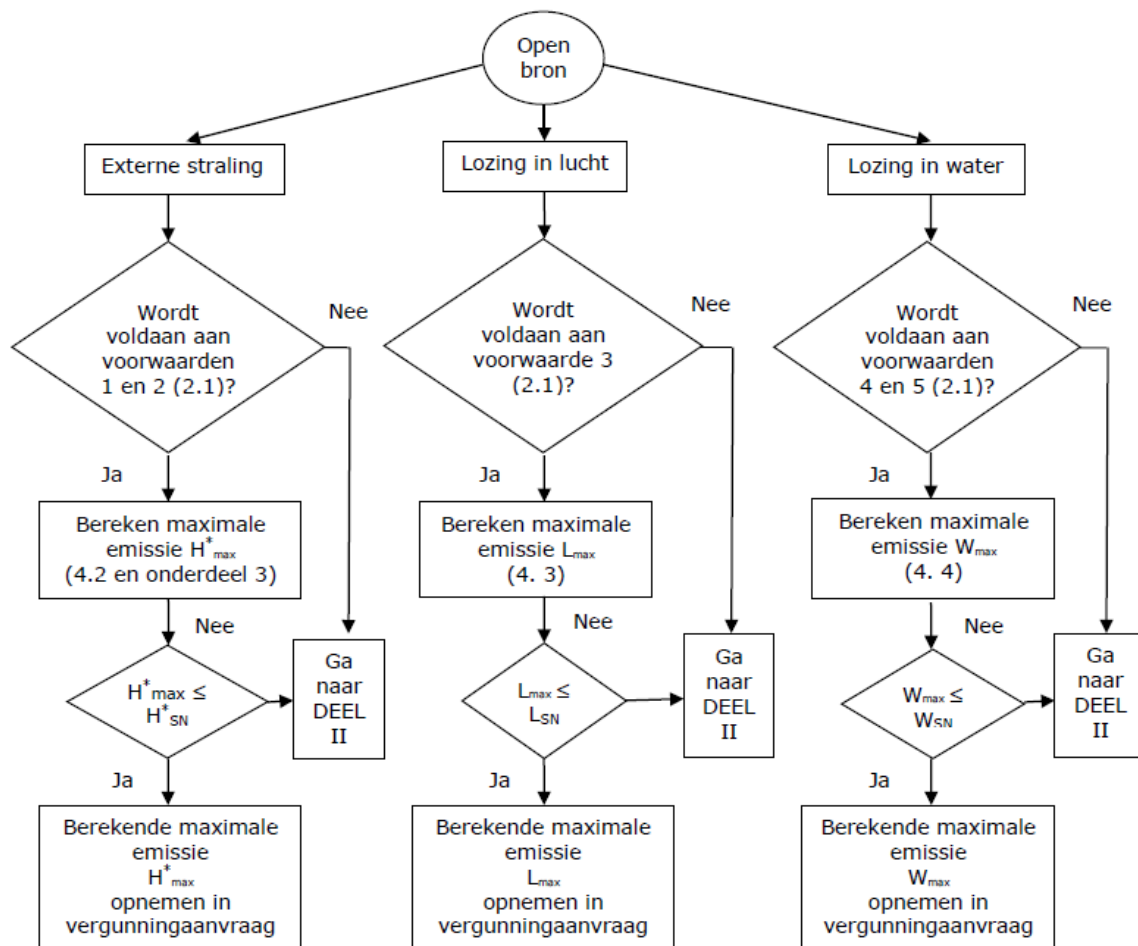 Open
bron
Externe straling
Lozing in lucht
Lozing in water
Wordt
voldaan aan
voorwaarden
1 en 2 (2.1)?
Nee
Wordt
voldaan aan
voorwaarde 3
(2.1)?
Nee
Wordt
voldaan aan
voorwaarden
4 en 5 (2.1)?
Nee
Ja
Ja
Ja
Bereken maximale
emissie H*max
(4.2 en onderdeel 3)
Bereken maximale
emissie Lmax
(4. 3)
Bereken maximale
emissie Wmax
(4. 4)
Nee
Nee
Nee
H*max ≤
H*SN
Ga
naar
DEEL
II
Lmax ≤
LSN
Ga
naar
DEEL
II
Wmax ≤
WSN
Ga
naar
DEEL
II
Ja
Ja
Ja
Berekende maximale
emissie
H*max
opnemen in
vergunningaanvraag
Berekende maximale
emissie
Lmax
opnemen in
vergunningaanvraag
Berekende maximale
emissie
Wmax
opnemen in
vergunningaanvraag